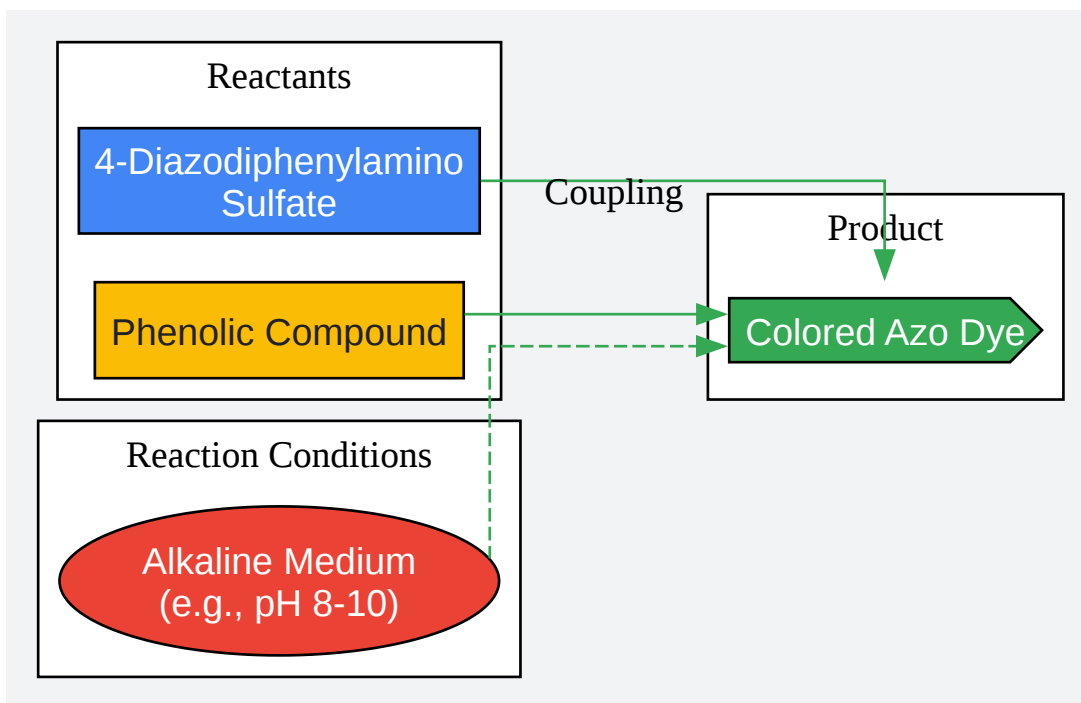 Reactants
4-Diazodiphenylamino
Sulfate
Coupling
Product
Phenolic Compound
Colored Azo Dye
Reaction Conditions
Alkaline Medium
(e.g., pH 8-10)